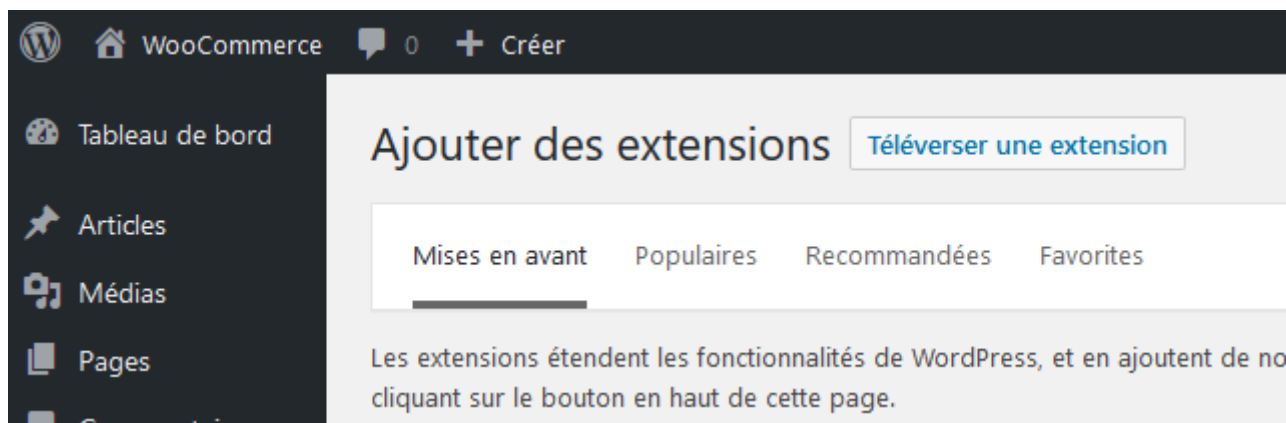 WooCommerce 0 Créer
Tableau de bord
Ajouter des extensions Téléverser une extension
Articles
Mises en avant Populaires Recommandées Favorites
Médias
Pages
Les extensions étendent les fonctionnalités de WordPress, et en ajoutent de no
cliquant sur le bouton en haut de cette page.